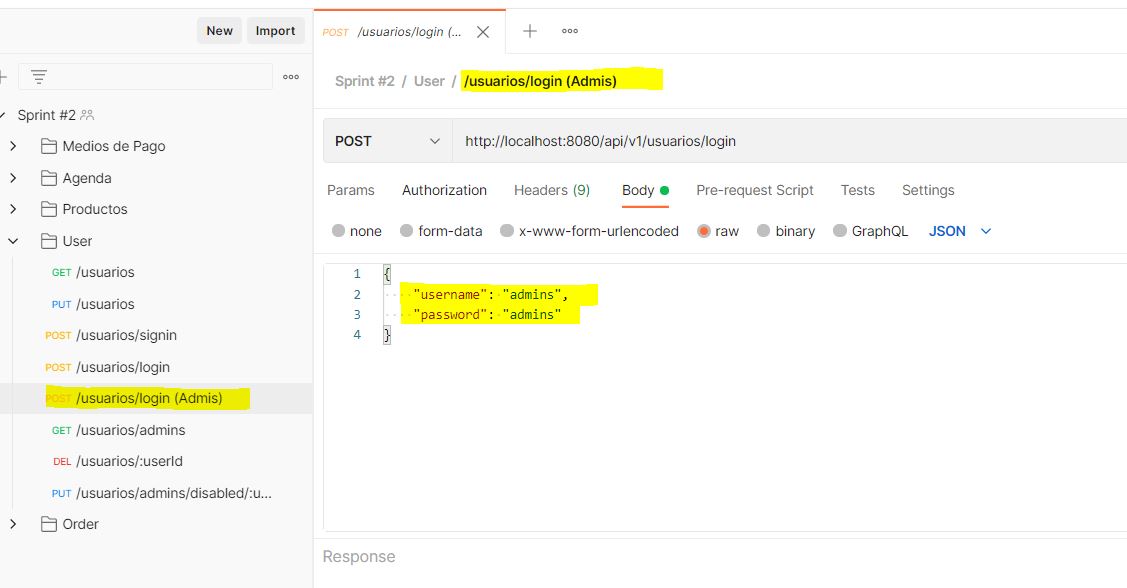 New Import
POST /usuarios/login (...
Sprint #2 / User / /usuarios/login (Admis)
Sprint #2
Medios de Pago
Agenda
Productos
User
GET /usuarios
PUT /usuarios
POST /usuarios/signin
POST /usuarios/login
POST /usuarios/login (Admis)
GET /usuarios/admins
DEL /usuarios/:userId
PUT /usuarios/admins/disabled/:u...
Order
POST http://localhost:8080/api/v1/usuarios/login
Params Authorization Headers (9) Body Pre-request Script Tests Settings
none form-data x-www-form-urlencoded raw binary GraphQL JSON
1 {
2 "username": "admins",
3 "password": "admins"
4 }
Response